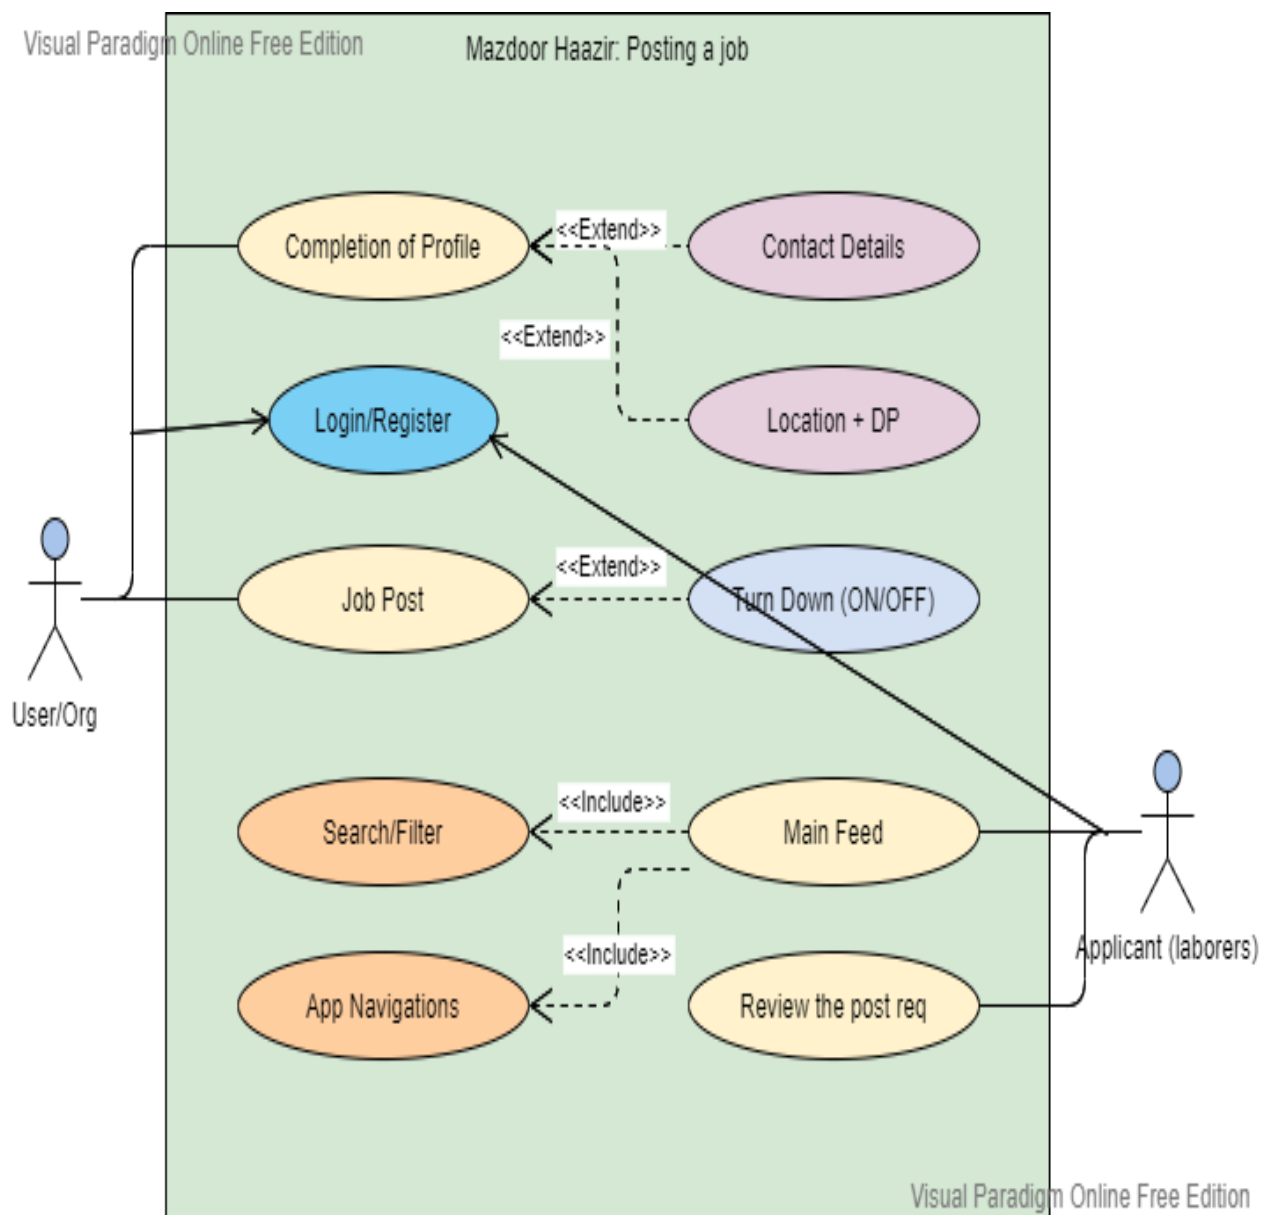 Visual Paradigm Online Free Edition
Mazdoor Haazir: Posting a job
Completion of Profile
<<Extend>>
Contact Details
<<Extend>>
Login/Register
Location + DP
<<Extend>>
Job Post
Turn Down (ON/OFF)
User/Org
<<Include>>
Search/Filter
Main Feed
<<Include>>
Applicant (laborers)
App Navigations
Review the post req
Visual Paradigm Online Free Edition